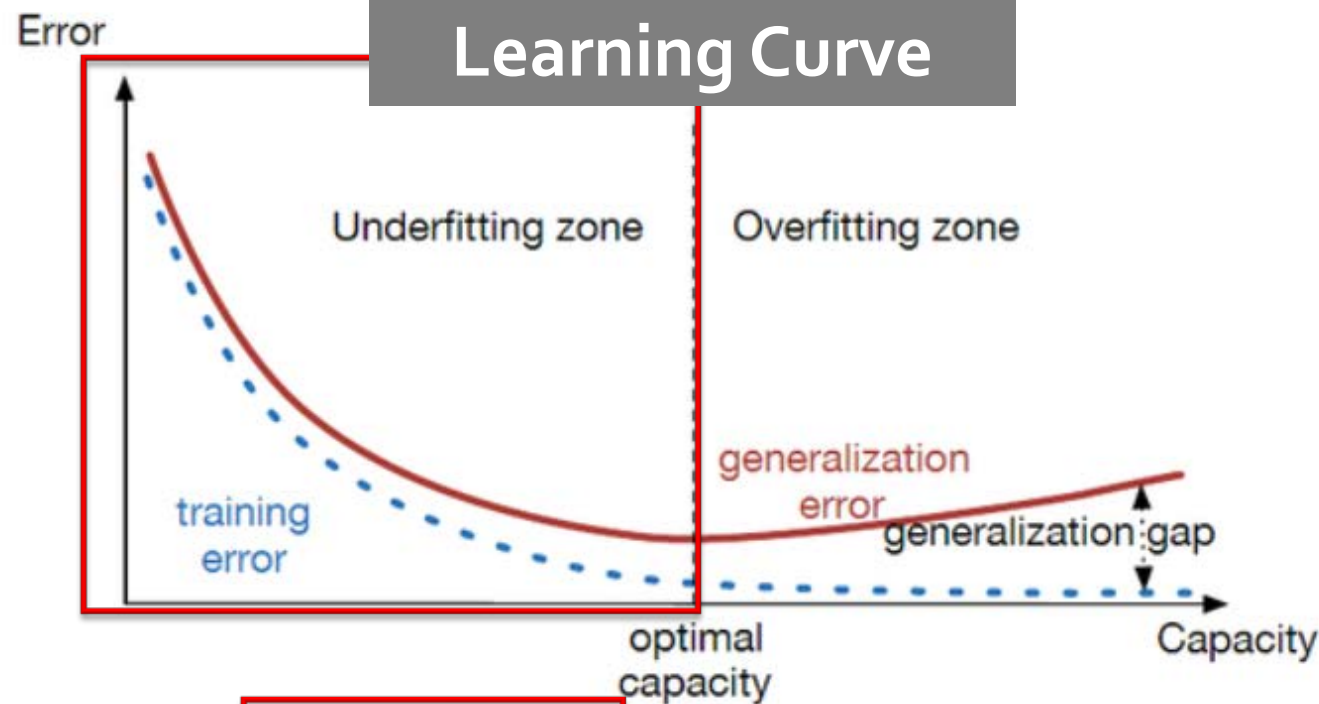 Error
Learning Curve
Underfitting zone
Overfitting zone
generalization
error
generalization gap
training
error
optimal
capacity
Capacity